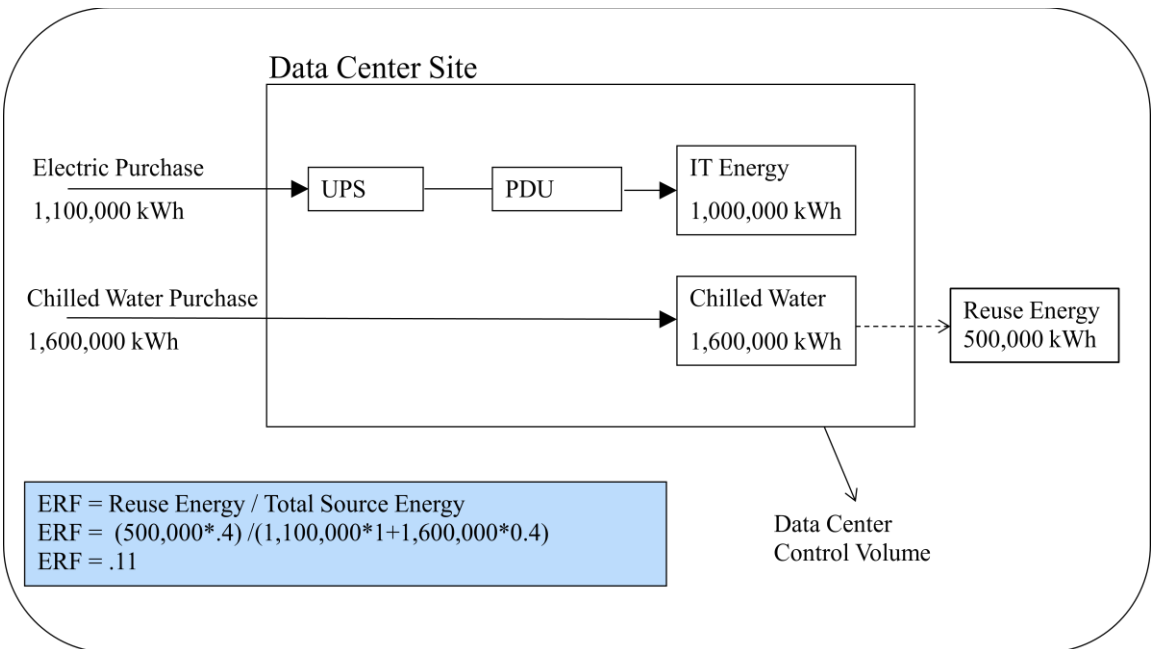 Data Center Site
Electric Purchase
1,100,000 kWh
UPS
PDU
IT Energy
1,000,000 kWh
Chilled Water Purchase
1,600,000 kWh
Chilled Water
1,600,000 kWh
Reuse Energy
500,000 kWh
ERF = Reuse Energy / Total Source Energy
ERF =  (500,000*.4) /(1,100,000*1+1,600,000*0.4)
ERF = .11
Data Center
Control Volume